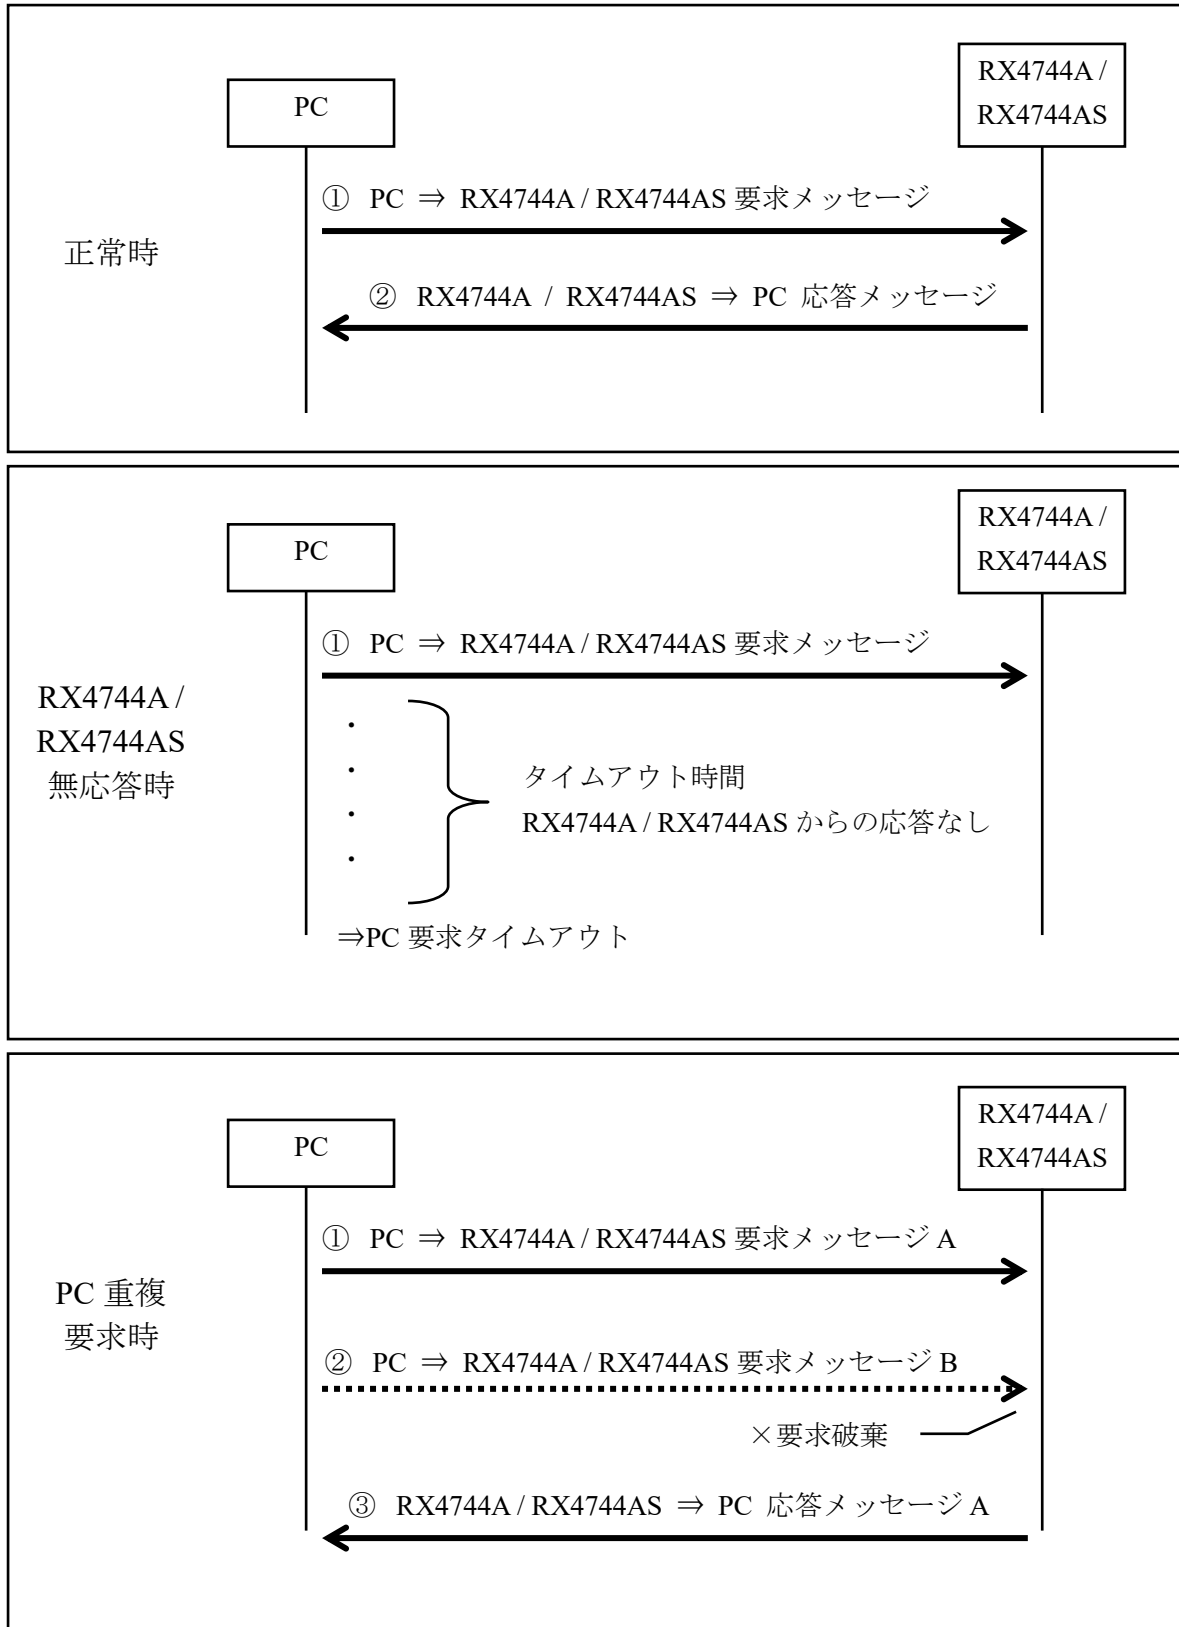 PC
RX4744A /
RX4744AS
① PC ⇒ RX4744A / RX4744AS 要求メッセージ
正常時
② RX4744A / RX4744AS ⇒ PC 応答メッセージ
PC
RX4744A /
RX4744AS
① PC ⇒ RX4744A / RX4744AS 要求メッセージ
RX4744A /
RX4744AS
無応答時
・
・
・
・
タイムアウト時間
RX4744A / RX4744AS からの応答なし
⇒PC 要求タイムアウト
PC
RX4744A /
RX4744AS
① PC ⇒ RX4744A / RX4744AS 要求メッセージ A
PC 重複
要求時
② PC ⇒ RX4744A / RX4744AS 要求メッセージ B
×要求破棄
③ RX4744A / RX4744AS ⇒ PC 応答メッセージ A